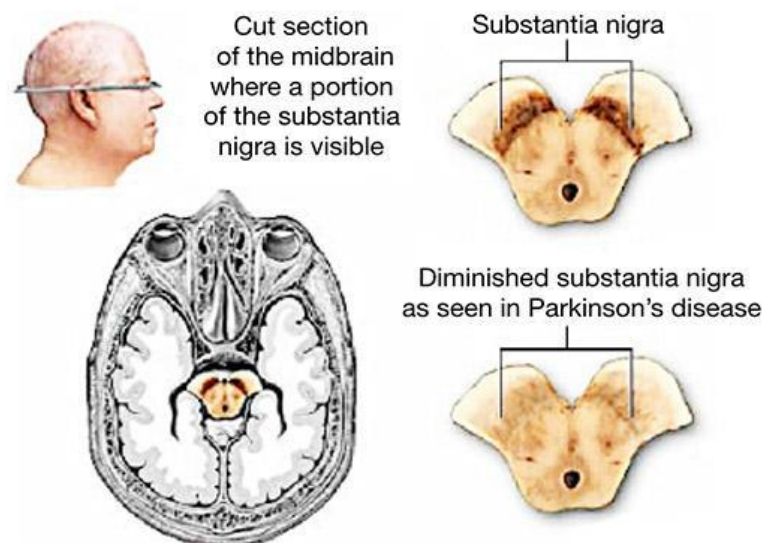 Cut section
of the midbrain
where a portion
of the substantia
nigra is visible
Substantia nigra
Diminished substantia nigra
as seen in Parkinson's disease